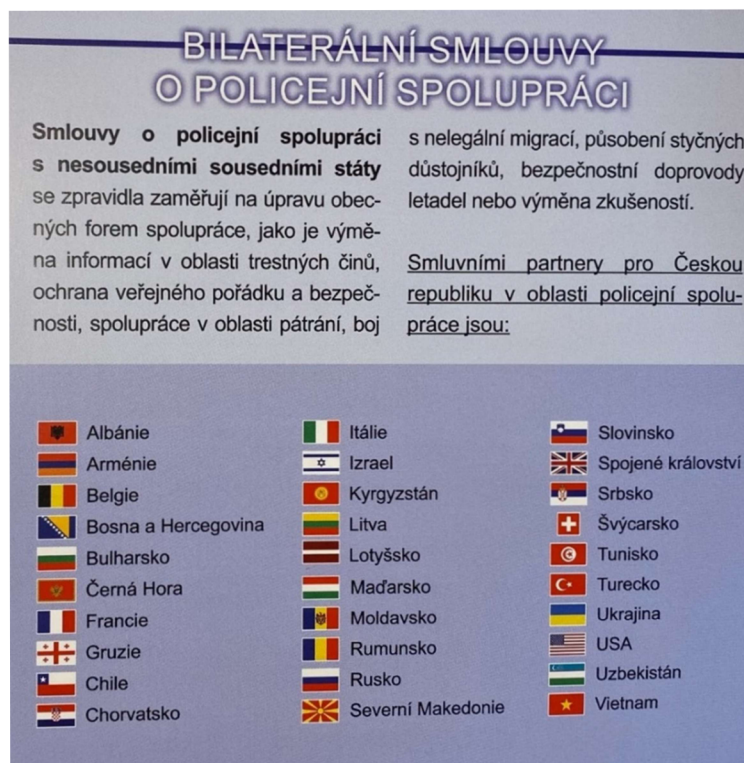 BILATERÁLNÍ SMLOUVY
O POLICEJNÍ SPOLUPRÁCI
Smlouvy o policejní spolupráci
s nesousedními sousedními státy
se zpravidla zaměřují na úpravu obec-
ných forem spolupráce, jako je výmě-
na informací v oblasti trestných činů,
ochrana veřejného pořádku a bezpeč-
nosti, spolupráce v oblasti pátrání, boj
s nelegální migrací, působení styčných
důstojníků, bezpečnostní doprovody
letadel nebo výměna zkušeností.
Smluvními partnery pro Českou
republiku v oblasti policejní spolu-
práce jsou:
Albánie
Arménie
Belgie
Bosna a Hercegovina
Bulharsko
Černá Hora
Francie
Gruzie
Chile
Chorvatsko
Itálie
Izrael
Kyrgyzstán
Litva
Lotyšsko
Maďarsko
Moldavsko
Rumunsko
Rusko
Severní Makedonie
Slovinsko
Spojené království
Srbsko
Švýcarsko
Tunisko
Turecko
Ukrajina
USA
Uzbekistán
Vietnam